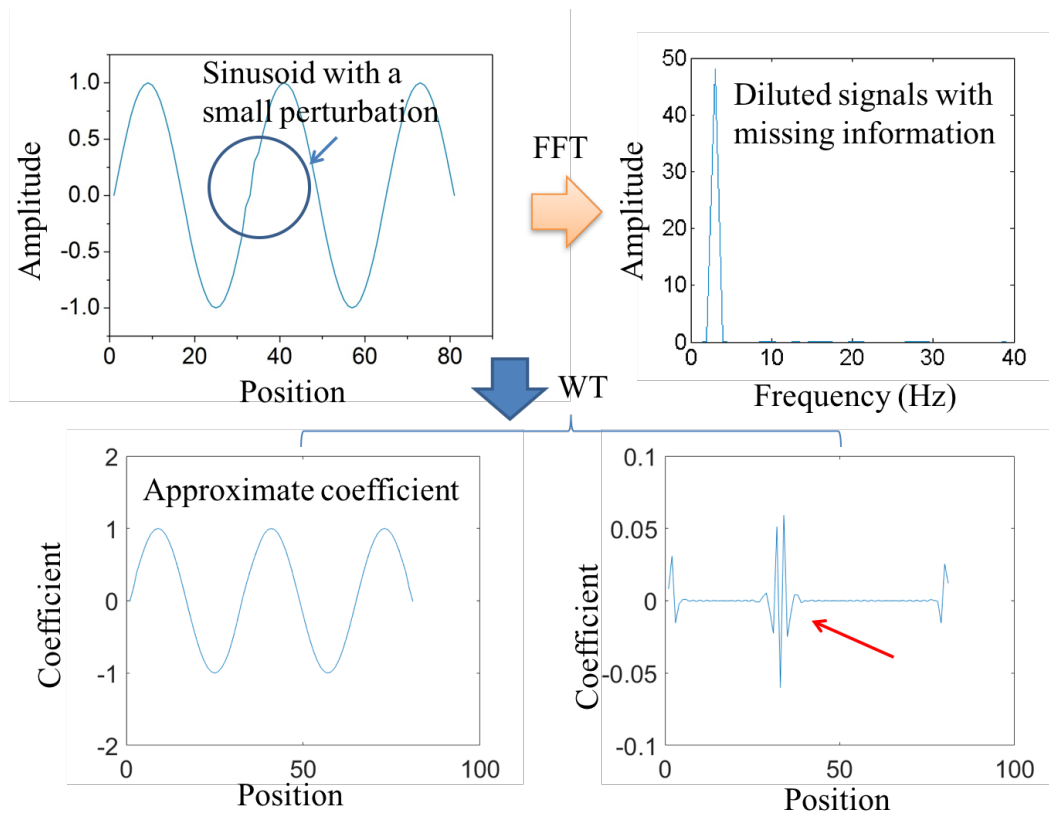 Sinusoid with a
small perturbation
Amplitude
1.0
0.5
0.0
-0.5
-1.0
0 20 40 60 80
Position
FFT
Diluted signals with
missing information
Amplitude
50
40
30
20
10
0
0 10 20 30 40
Frequency (Hz)
WT
Approximate coefficient
Coefficient
2
1
0
-1
-2
0 50 100
Position
Coefficient
0.1
0.05
0
-0.05
-0.1
0 50 100
Position